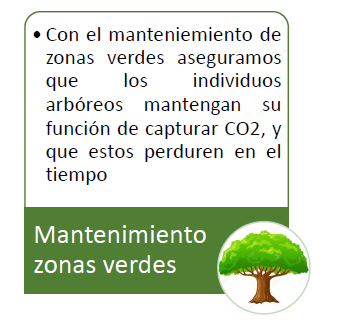 • Con el manteniemiento de
zonas verdes aseguramos
que los individuos
arbóreos mantengan su
función de capturar CO2, y
que estos perduren en el
tiempo
Mantenimiento
zonas verdes